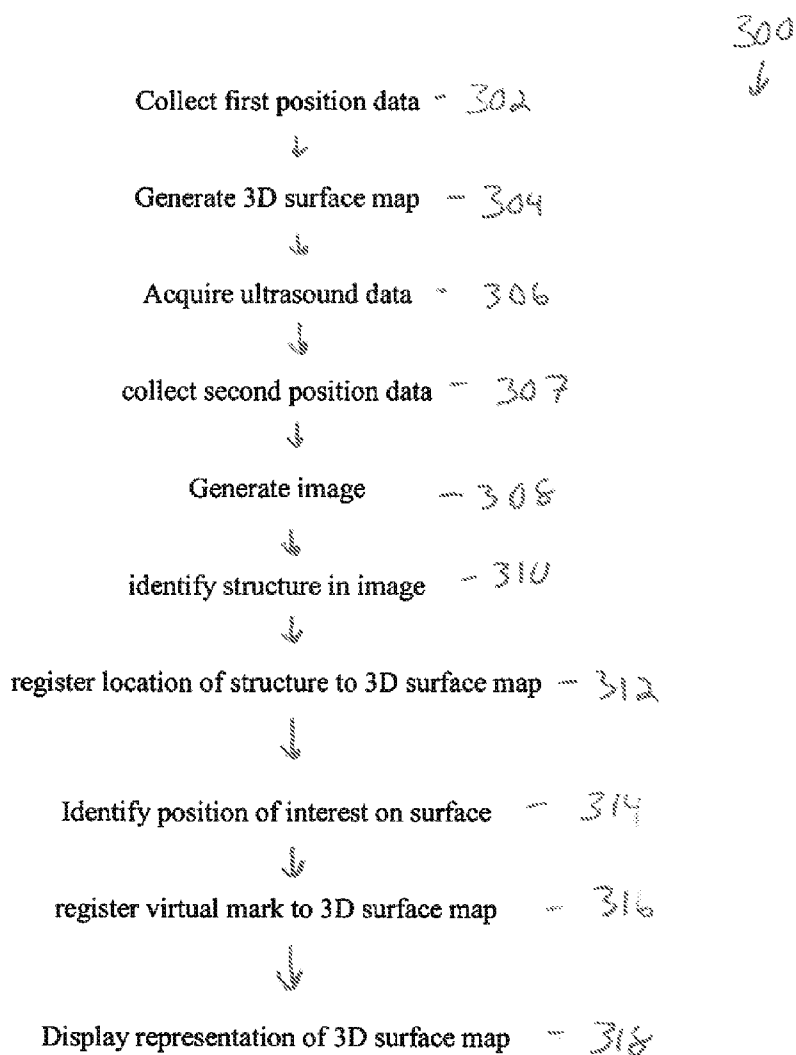 300
Collect first position data - 302
Generate 3D surface map - 304
Acquire ultrasound data - 306
collect second position data - 307
Generate image - 308
identify structure in image - 310
register location of structure to 3D surface map - 312
Identify position of interest on surface - 314
register virtual mark to 3D surface map - 316
Display representation of 3D surface map - 318